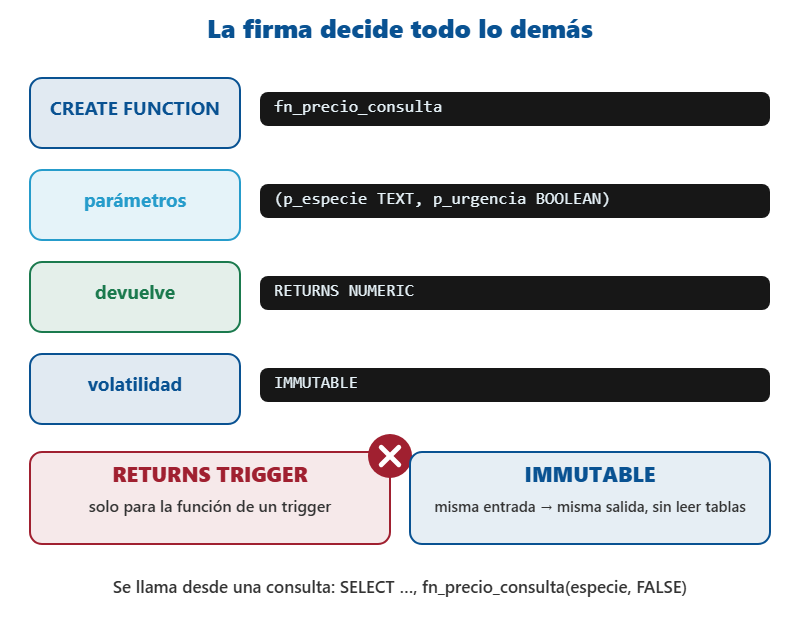 La firma decide todo lo demás
CREATE FUNCTION
fn_precio_consulta
parámetros
(p_especie TEXT, p_urgencia BOOLEAN)
devuelve
RETURNS NUMERIC
volatilidad
IMMUTABLE
RETURNS TRIGGER
solo para la función de un trigger
IMMUTABLE
misma entrada → misma salida, sin leer tablas
Se llama desde una consulta: SELECT ..., fn_precio_consulta(especie, FALSE)